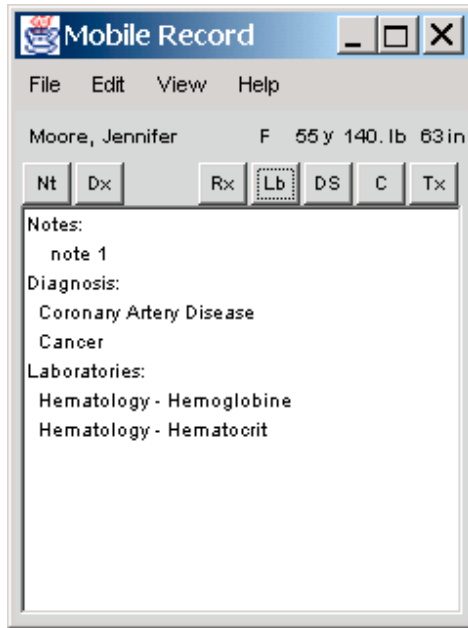 Mobile Record
File Edit View Help
Moore, Jennifer F 55 y 140. lb 63 in
Nt Dx Rx Lb DS C Tx
Notes:
note 1
Diagnosis:
Coronary Artery Disease
Cancer
Laboratories:
Hematology - Hemoglobine
Hematology - Hematocrit